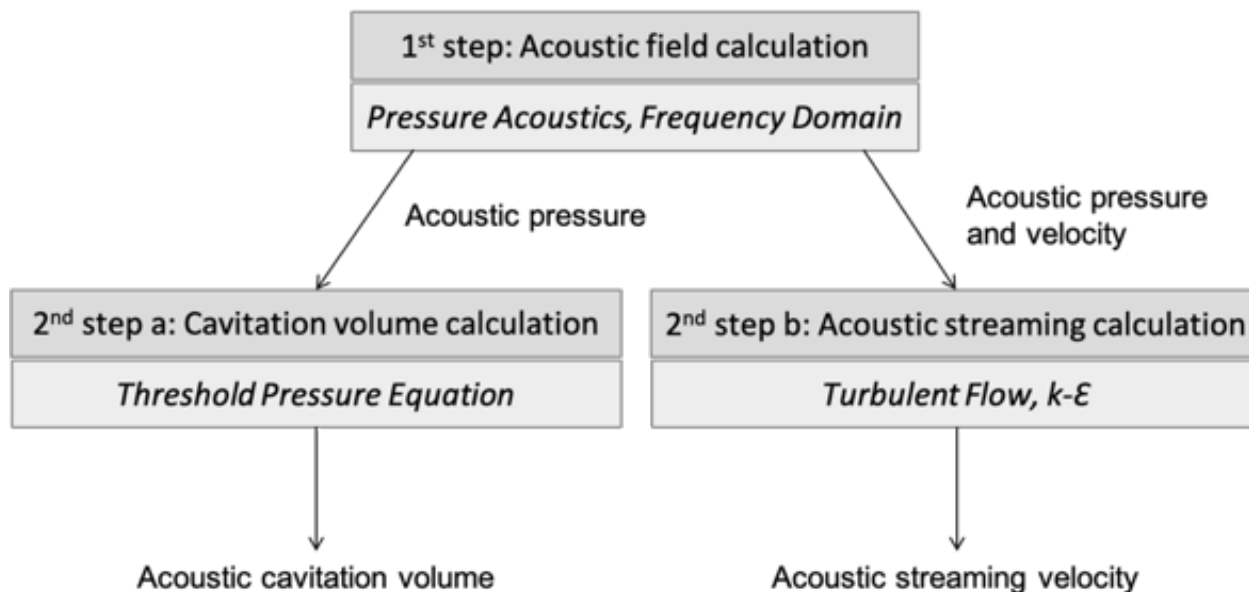 1st step: Acoustic field calculation
Pressure Acoustics, Frequency Domain
Acoustic pressure
Acoustic pressure
and velocity
2nd step a: Cavitation volume calculation
Threshold Pressure Equation
2nd step b: Acoustic streaming calculation
Turbulent Flow, k-Ɛ
Acoustic cavitation volume
Acoustic streaming velocity